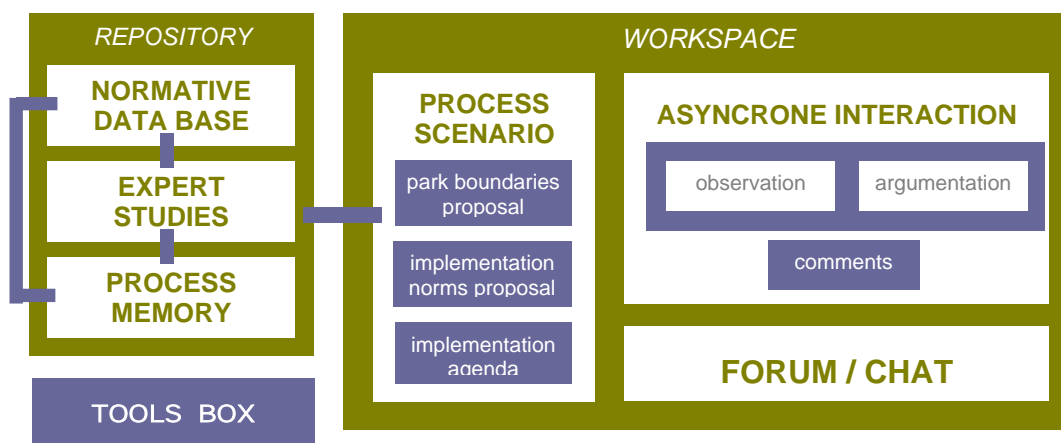 REPOSITORY
NORMATIVE
DATA BASE
EXPERT
STUDIES
PROCESS
MEMORY
TOOLS BOX
WORKSPACE
PROCESS
SCENARIO
park boundaries
proposal
implementation
norms proposal
implementation
agenda
ASYNCRONE INTERACTION
observation
argumentation
comments
FORUM / CHAT